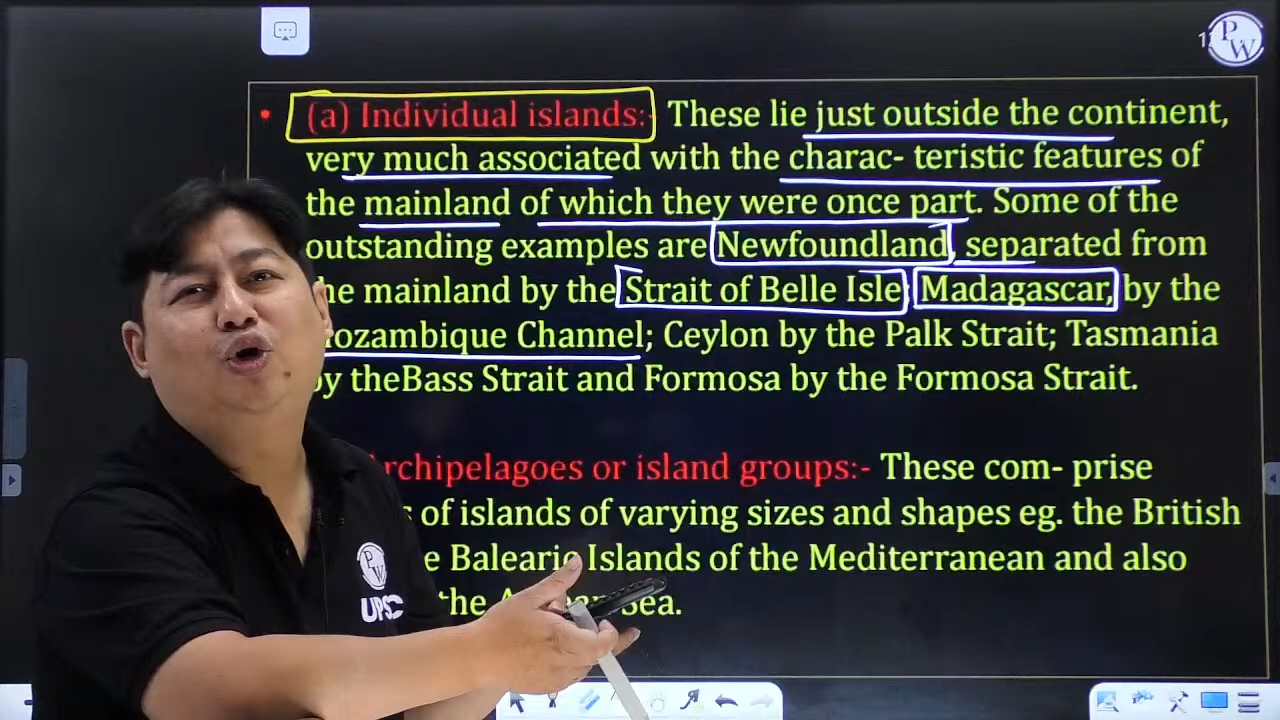 PW
• (a) Individual islands:- These lie just outside the continent,
very much associated with the charac- teristic features of
the mainland of which they were once part. Some of the
outstanding examples are Newfoundland, separated from
mainland by the Strait of Belle Isle Madagascar, by the
Channel; Ceylon by the Palk Strait; Tasmania
by theBass Strait and Formosa by the Formosa Strait.
Archipelagoes or island groups:- These com- prise
of islands of varying sizes and shapes eg. the British
Balearic Islands of the Mediterranean and also
the Sea.
PW
UPSC